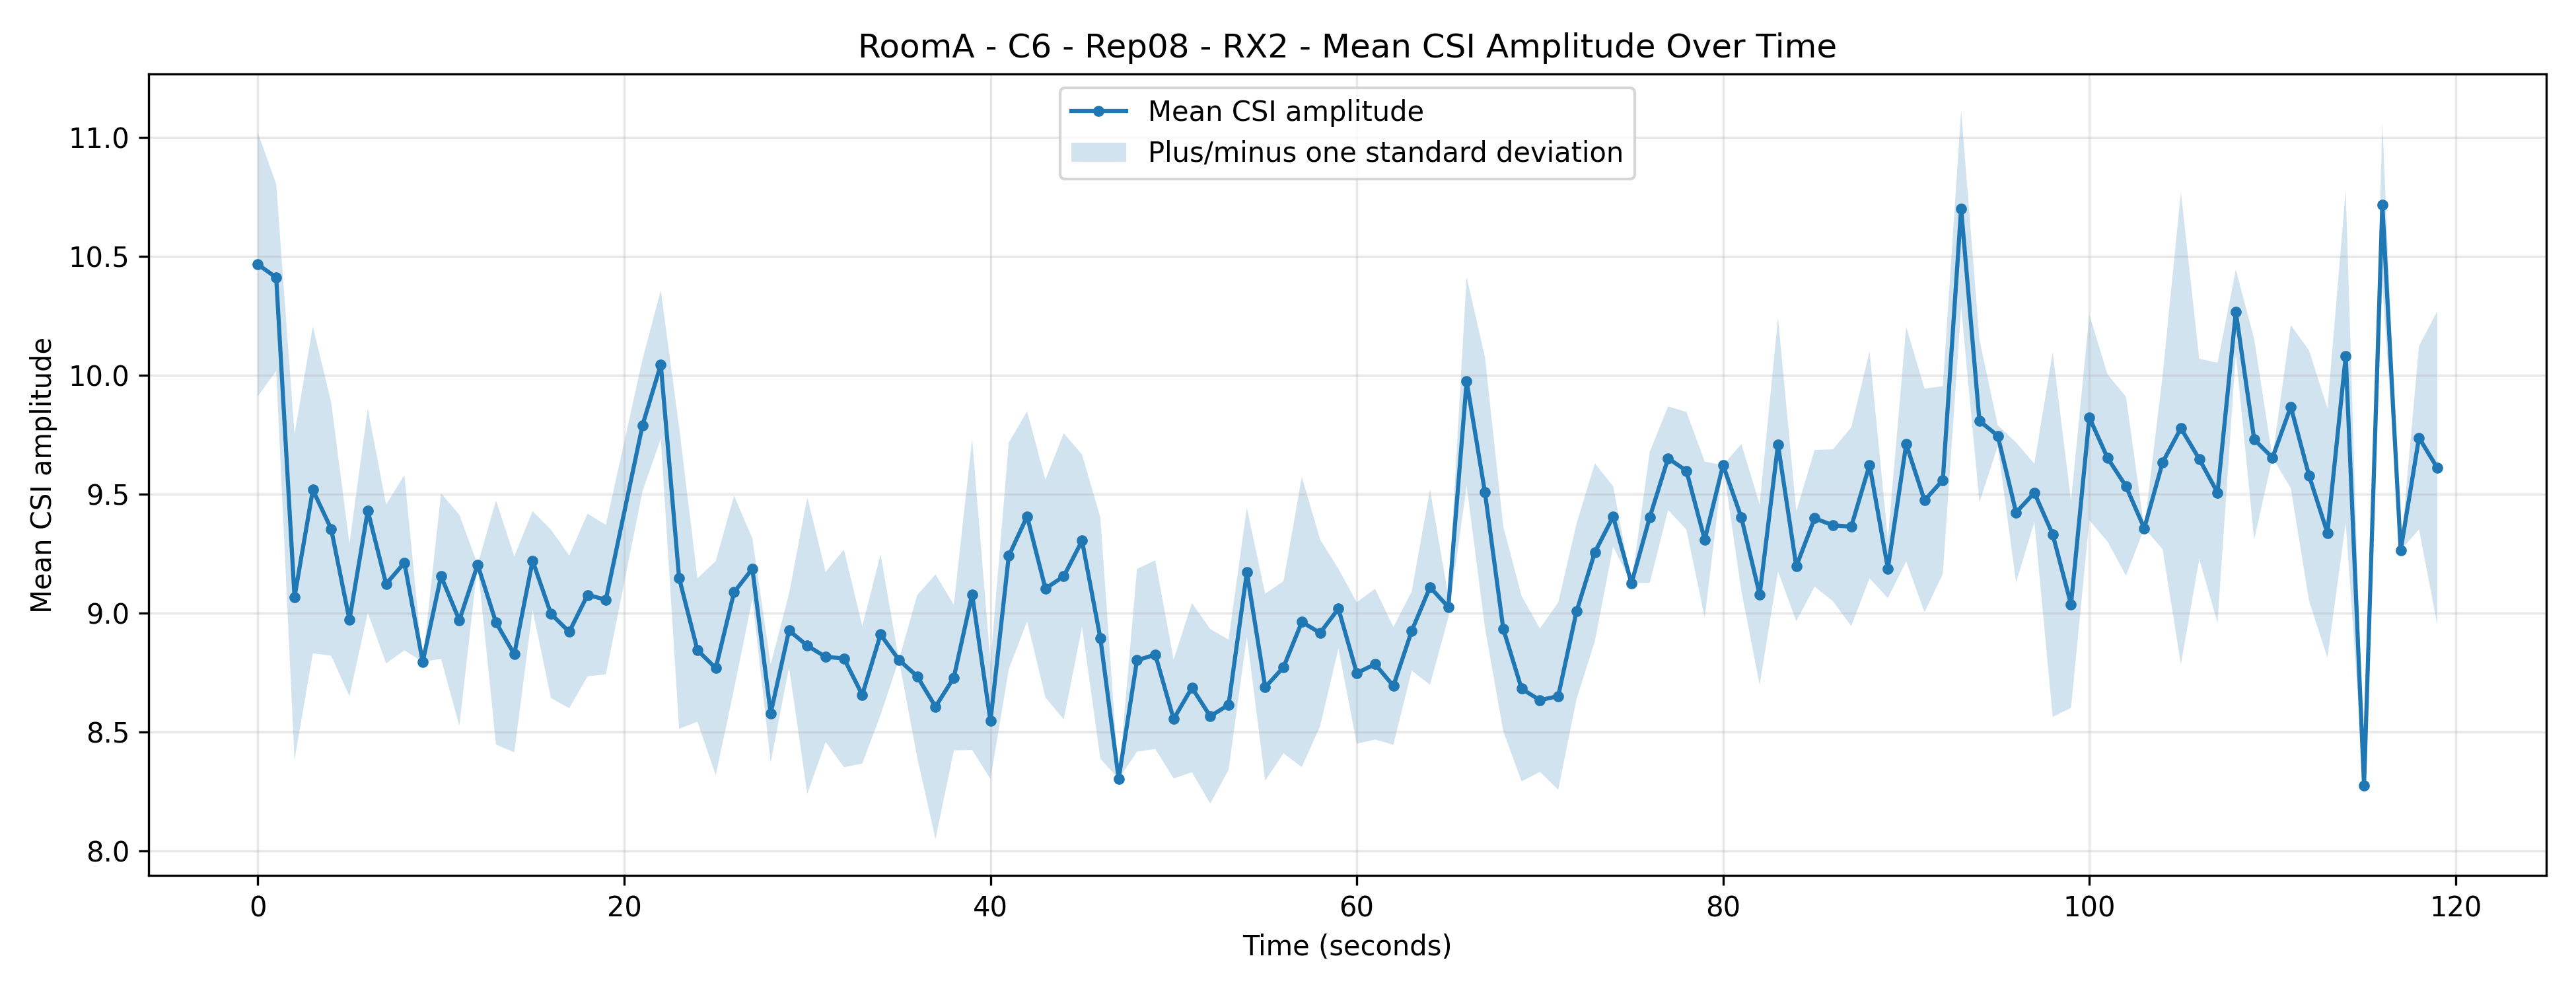 RoomA - C6 - Rep08 - RX2 - Mean CSI Amplitude Over Time
Mean CSI amplitude
Plus/minus one standard deviation
Mean CSI amplitude
11.0
10.5
10.0
9.5
9.0
8.5
8.0
0 20 40 60 80 100 120
Time (seconds)